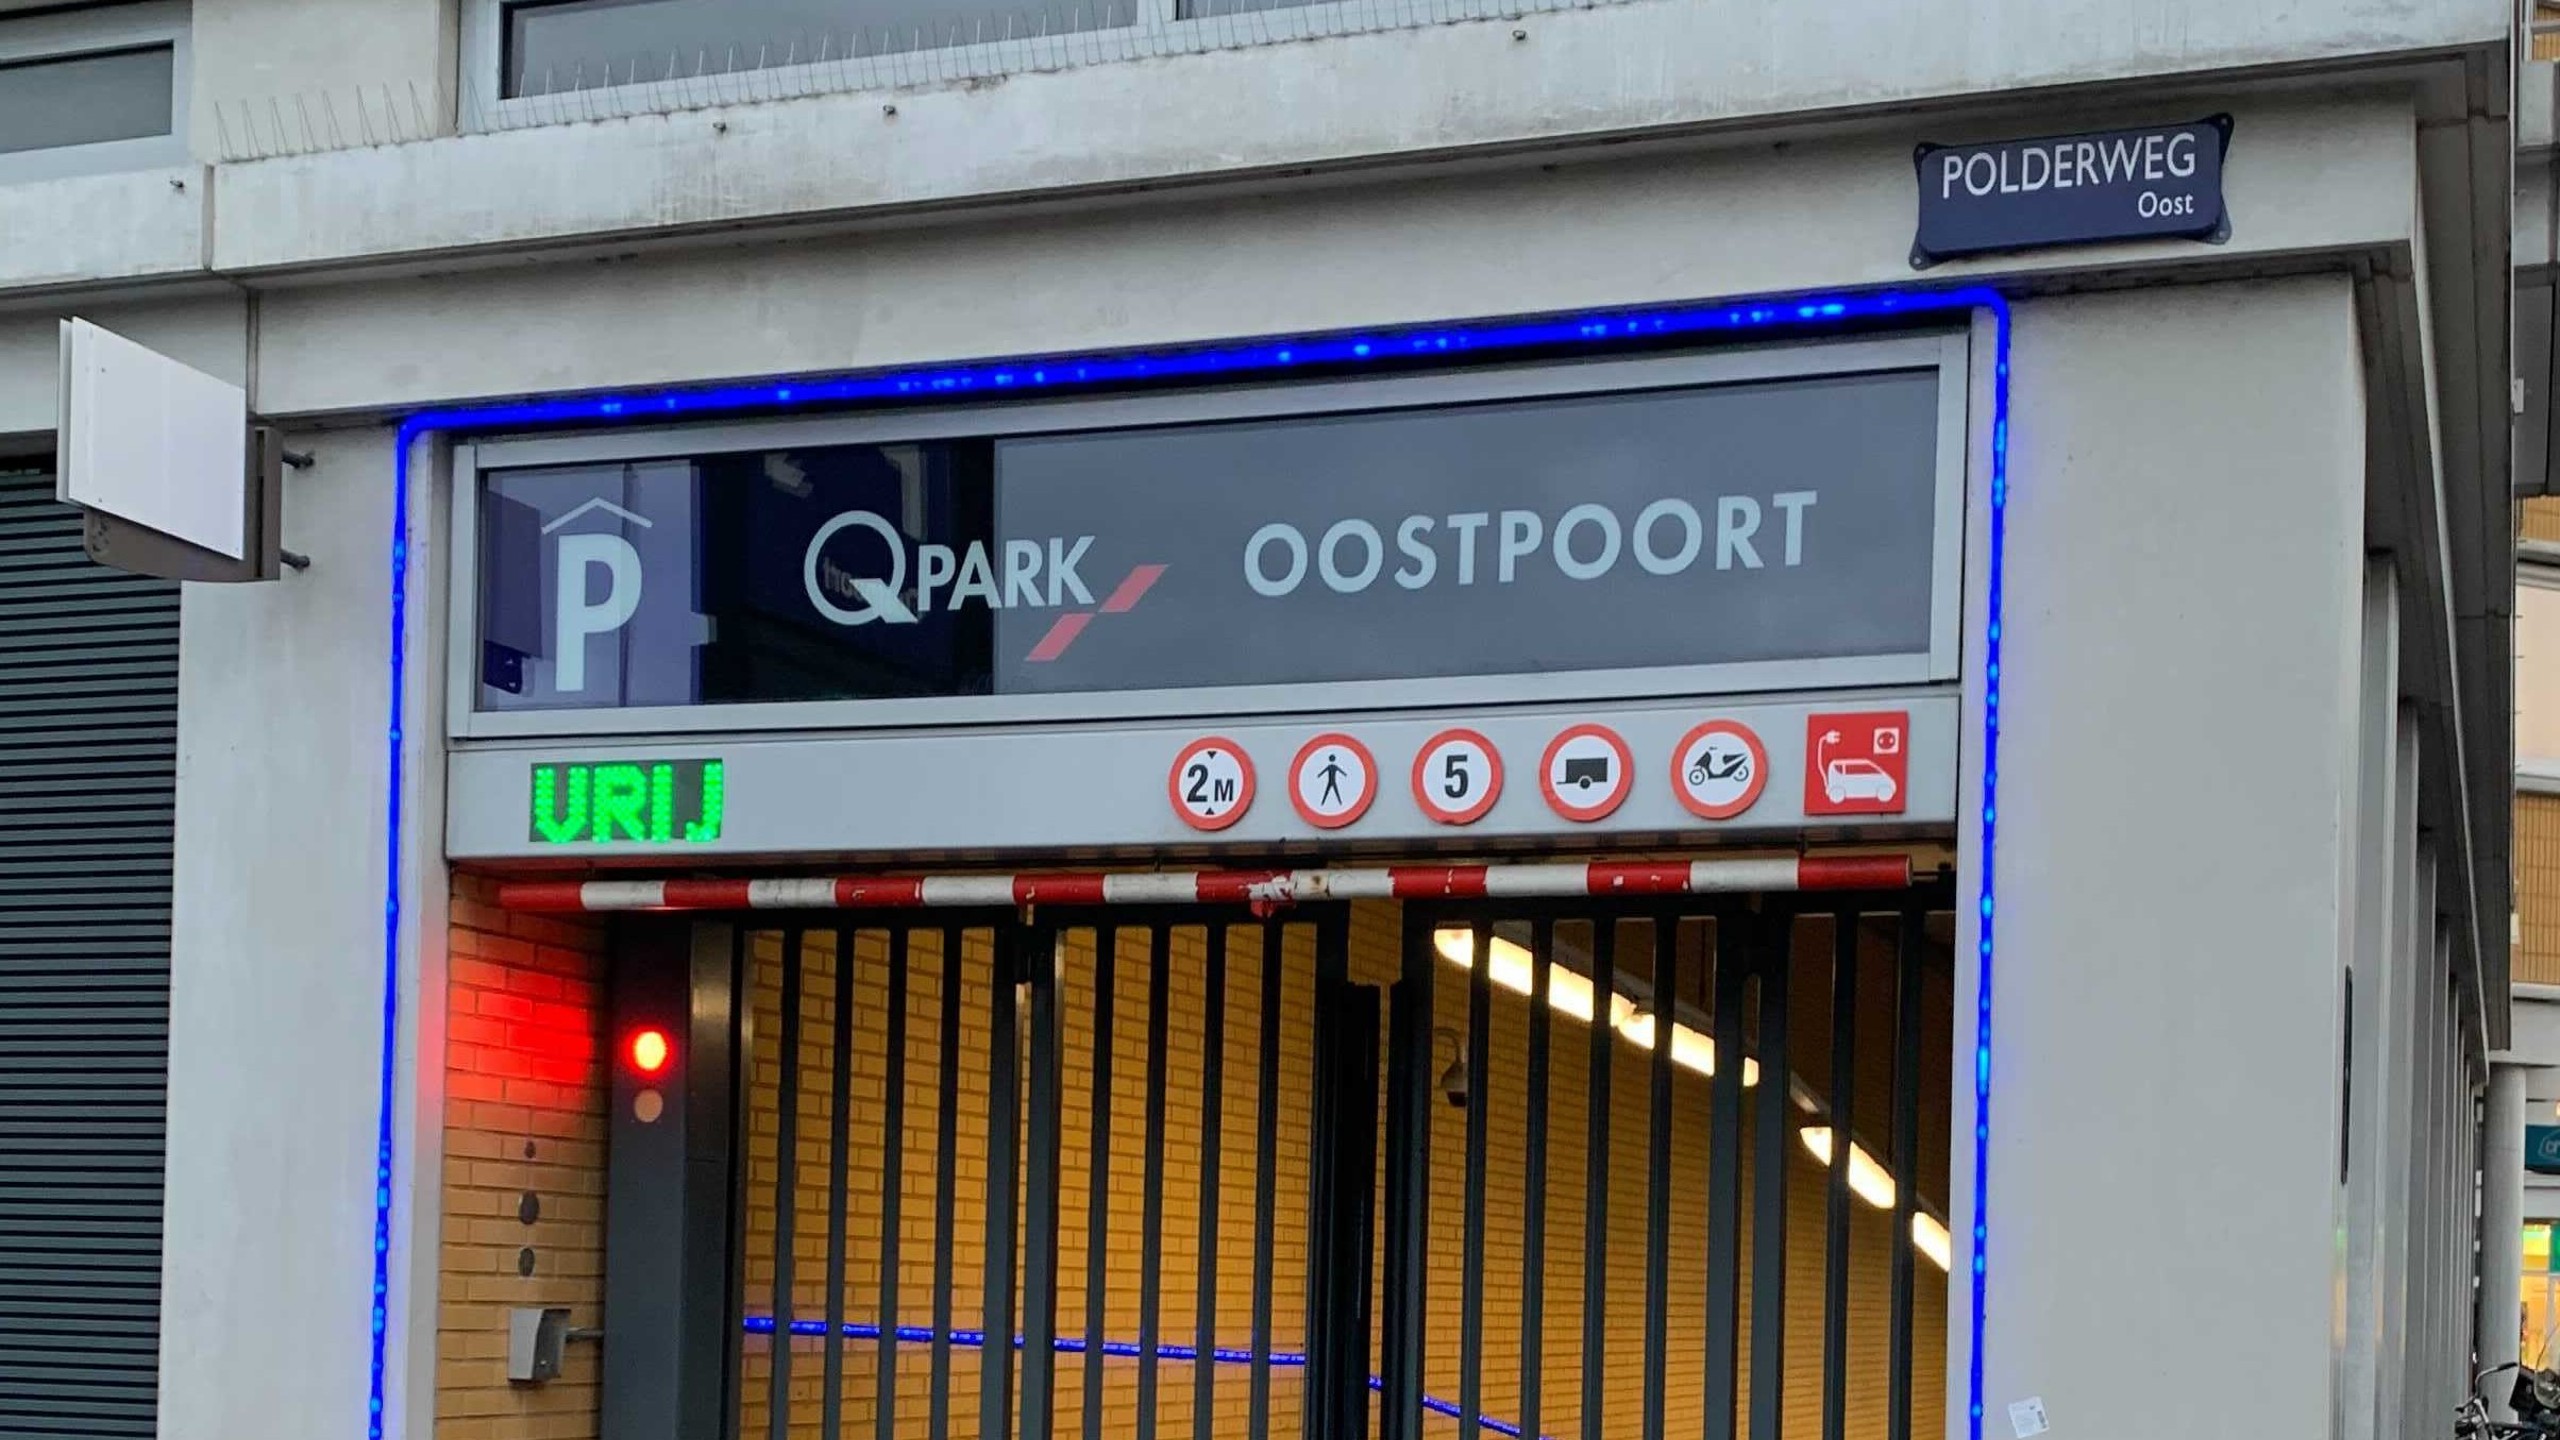 POLDERWEG
Oost
P QPARK OOSTPOORT
VRIJ
2M 5